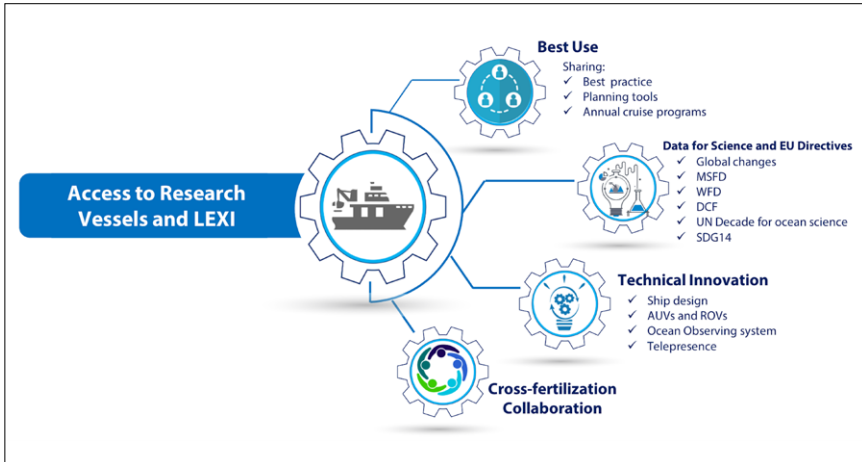 Access to Research
Vessels and LEXI
Best Use
Sharing:
✓ Best practice
✓ Planning tools
✓ Annual cruise programs
Data for Science and EU Directives
✓ Global changes
✓ MSFD
✓ WFD
✓ DCF
✓ UN Decade for ocean science
✓ SDG14
Technical Innovation
✓ Ship design
✓ AUVs and ROVs
✓ Ocean Observing system
✓ Telepresence
Cross-fertilization
Collaboration